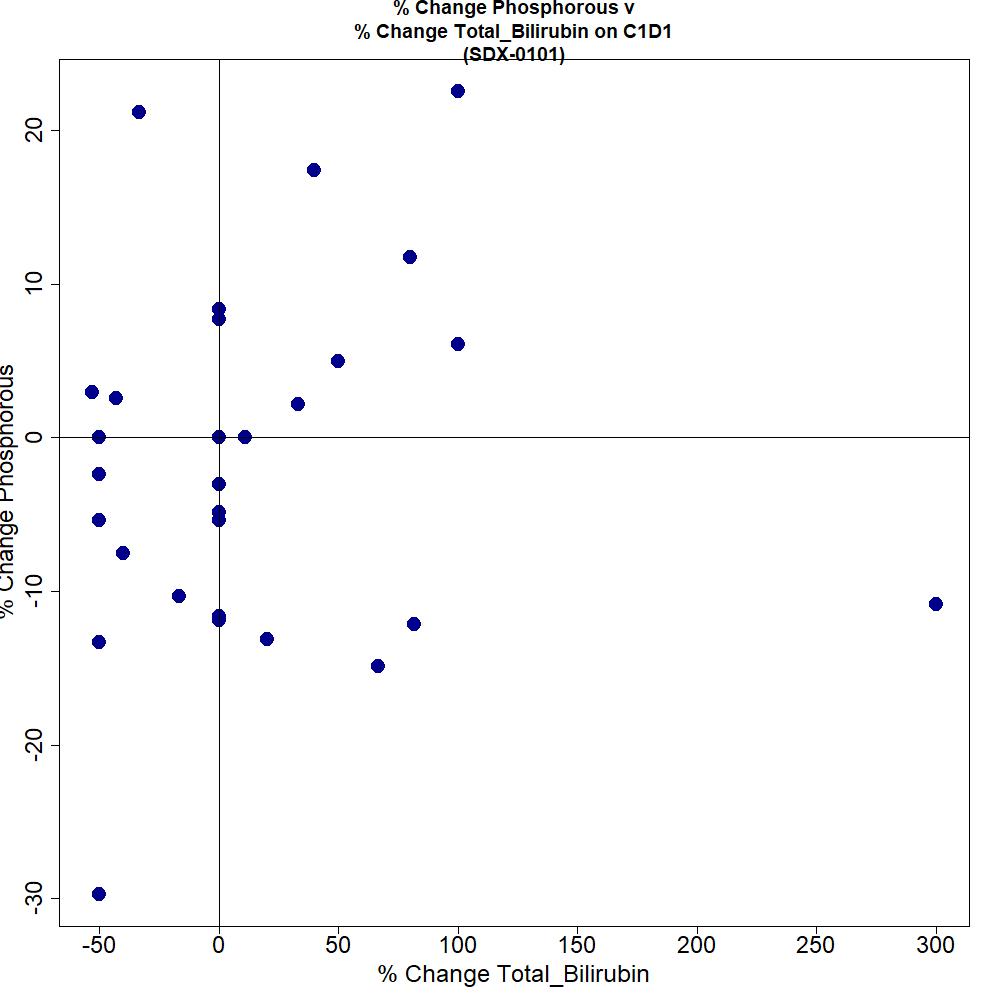 % Change Phosphorous v
% Change Total_Bilirubin on C1D1
(SDX-0101)
% Change Phosphorous
20
10
0
-10
-20
-30
-50
0
50
100
150
200
250
300
% Change Total_Bilirubin